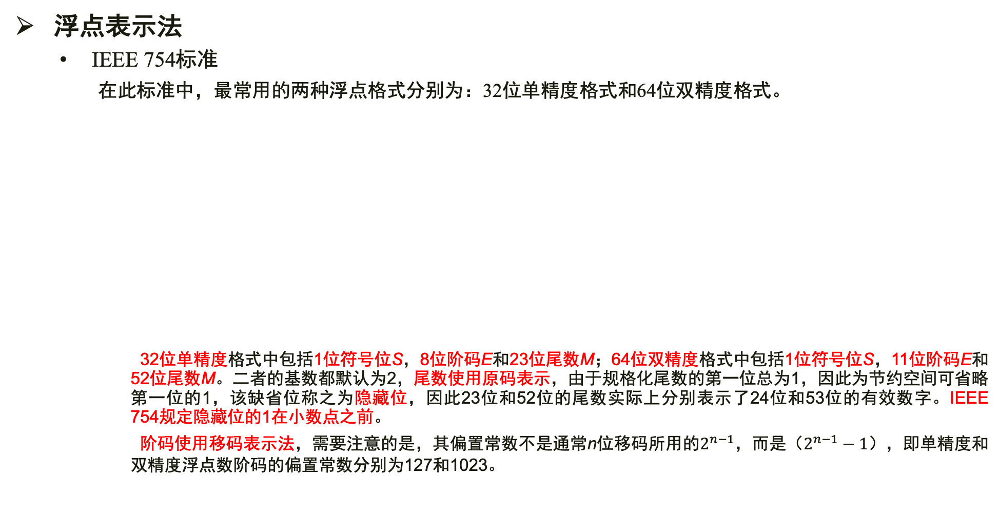 ➢ 浮点表示法
• IEEE 754标准
在此标准中，最常用的两种浮点格式分别为：32位单精度格式和64位双精度格式。
32位单精度格式中包括1位符号位S，8位阶码E和23位尾数M；64位双精度格式中包括1位符号位S，11位阶码E和
52位尾数M。二者的基数都默认为2，尾数使用原码表示，由于规格化尾数的第一位总为1，因此为节约空间可省略
第一位的1，该缺省位称之为隐藏位，因此23位和52位的尾数实际上分别表示了24位和53位的有效数字。IEEE
754规定隐藏位的1在小数点之前。
阶码使用移码表示法，需要注意的是，其偏置常数不是通常n位移码所用的2^{n−1}，而是（2^{n−1} − 1），即单精度和
双精度浮点数阶码的偏置常数分别为127和1023。